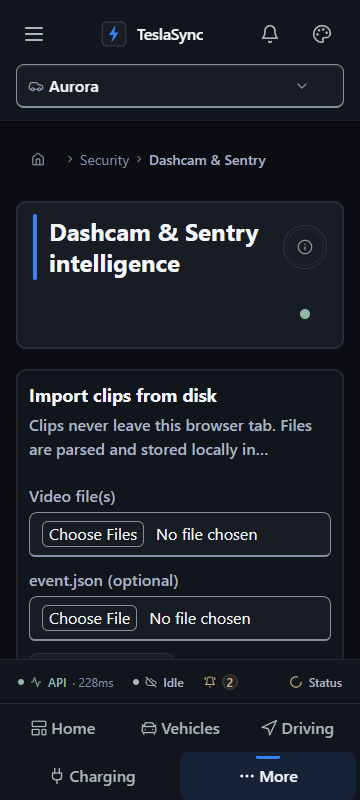 TeslaSync
Aurora
Security
Dashcam & Sentry
Dashcam & Sentry
intelligence
Import clips from disk
Clips never leave this browser tab. Files
are parsed and stored locally in...
Video file(s)
Choose Files No file chosen
event.json (optional)
Choose File No file chosen
API · 228ms Idle 2 Status
Home Vehicles Driving
Charging More